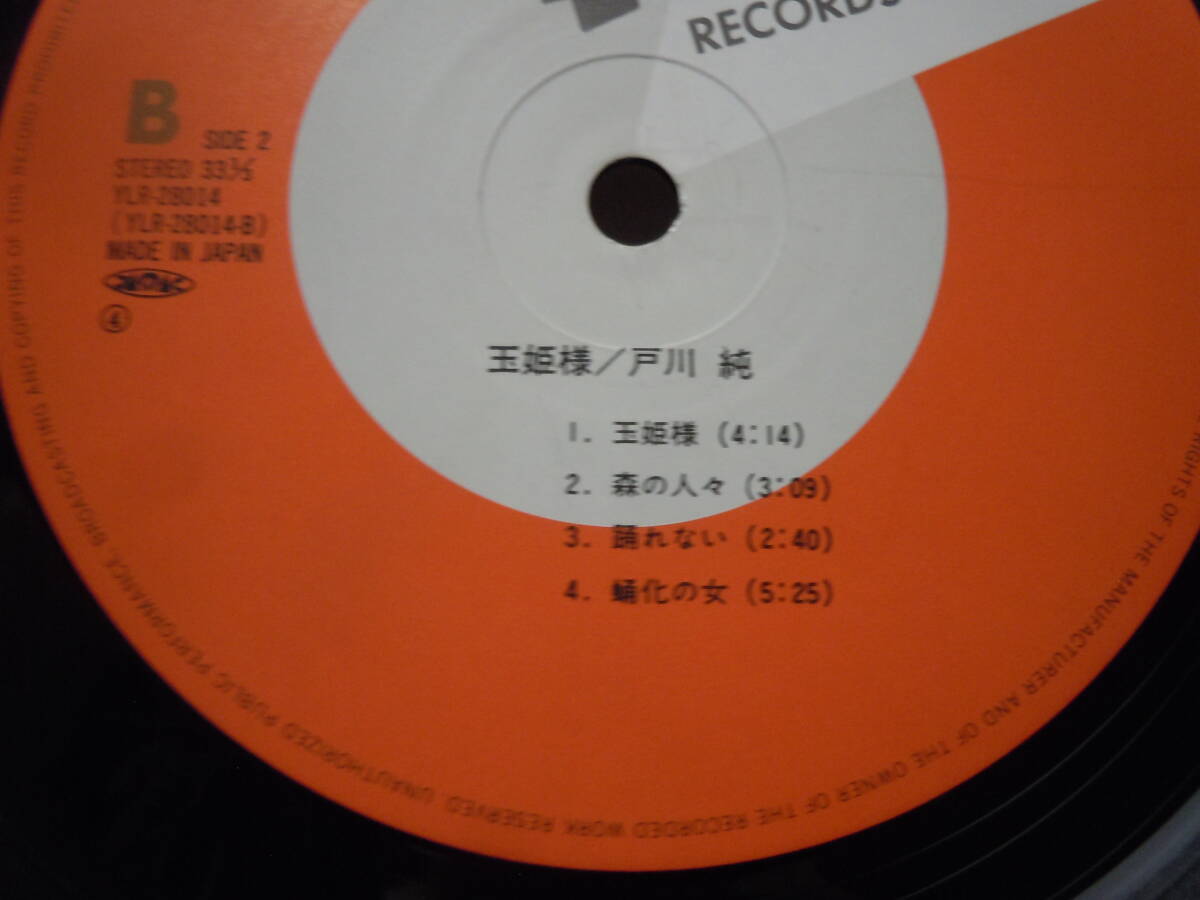 RECORDS
B
SIDE 2
STEREO 33⅓
YLR-28014
(YLR-28014-B)
MADE IN JAPAN
④
玉姫様/戸川 純
1. 玉姫様 (4:14)
2. 森の人々 (3:09)
3. 踊れない (2:40)
4. 蛹化の女 (5:25)
RIGHTS OF THE MANUFACTURER AND OF THE OWNER OF THE RECORDED WORK RESERVED. UNAUTHORIZED PUBLIC PERFORMANCE, BROADCASTING AND COPYING OF THIS RECORD PROHIBITED